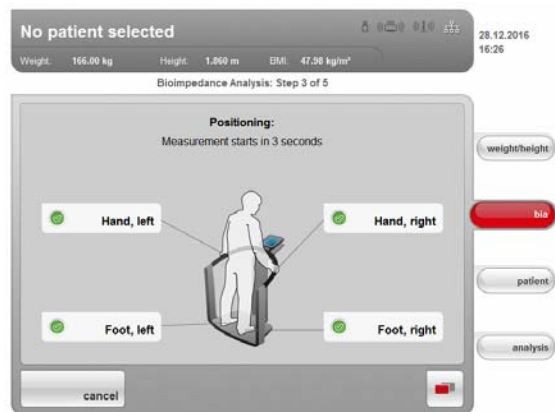 No patient selected
Weight: 166.00 kg Height: 1.860 m BMI: 47.98 kg/m²
28.12.2016
16:26
Bioimpedance Analysis: Step 3 of 5
Positioning:
Measurement starts in 3 seconds
Hand, left
Hand, right
Foot, left
Foot, right
cancel
weight/height
bia
patient
analysis